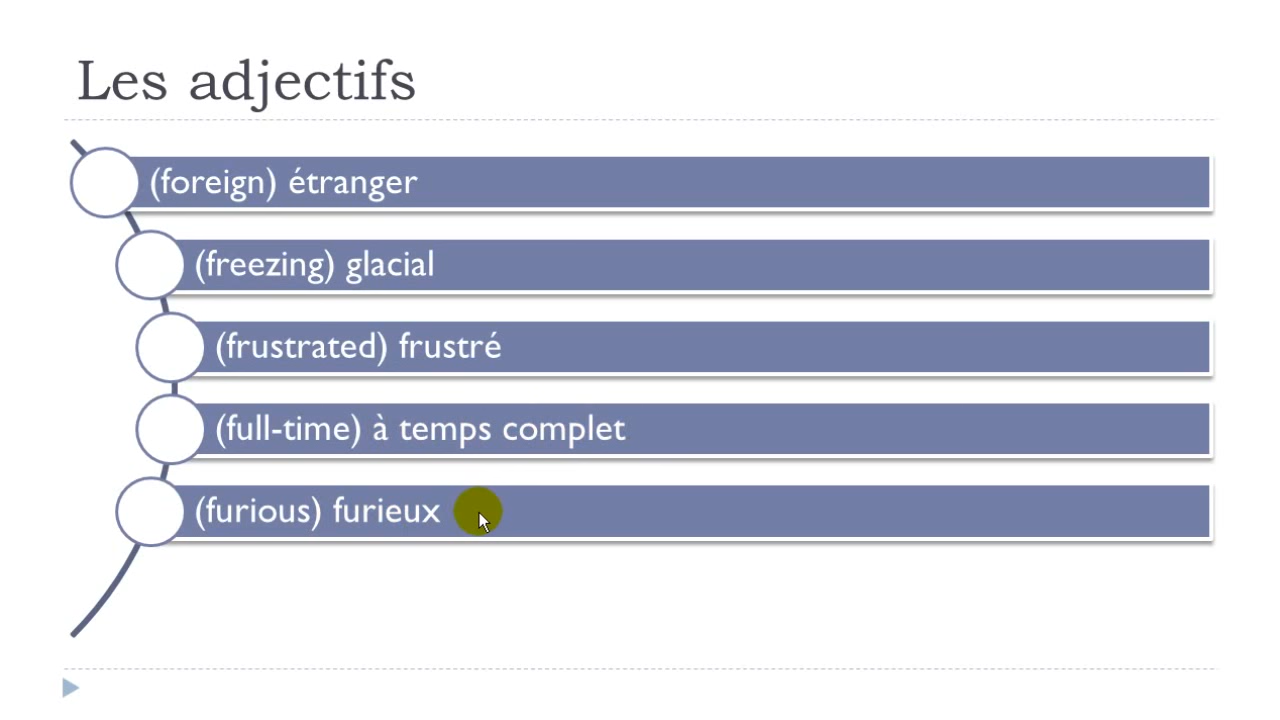 Les adjectifs
(foreign) étranger
(freezing) glacial
(frustrated) frustré
(full-time) à temps complet
(furious) furieux